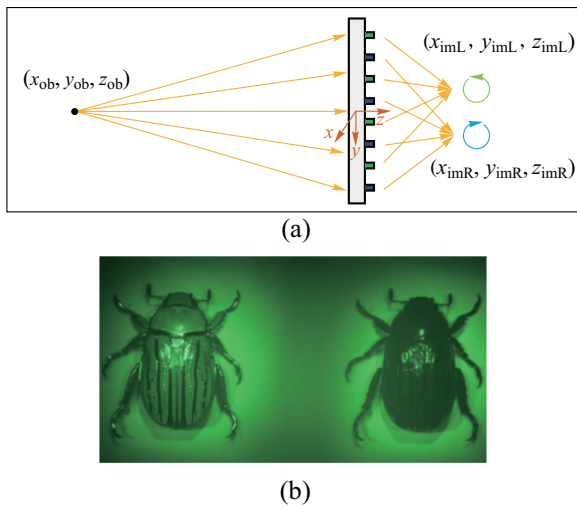 (x_ob, y_ob, z_ob)
(x_imL, y_imL, z_imL)
x
y
z
(x_imR, y_imR, z_imR)
(a)
(b)